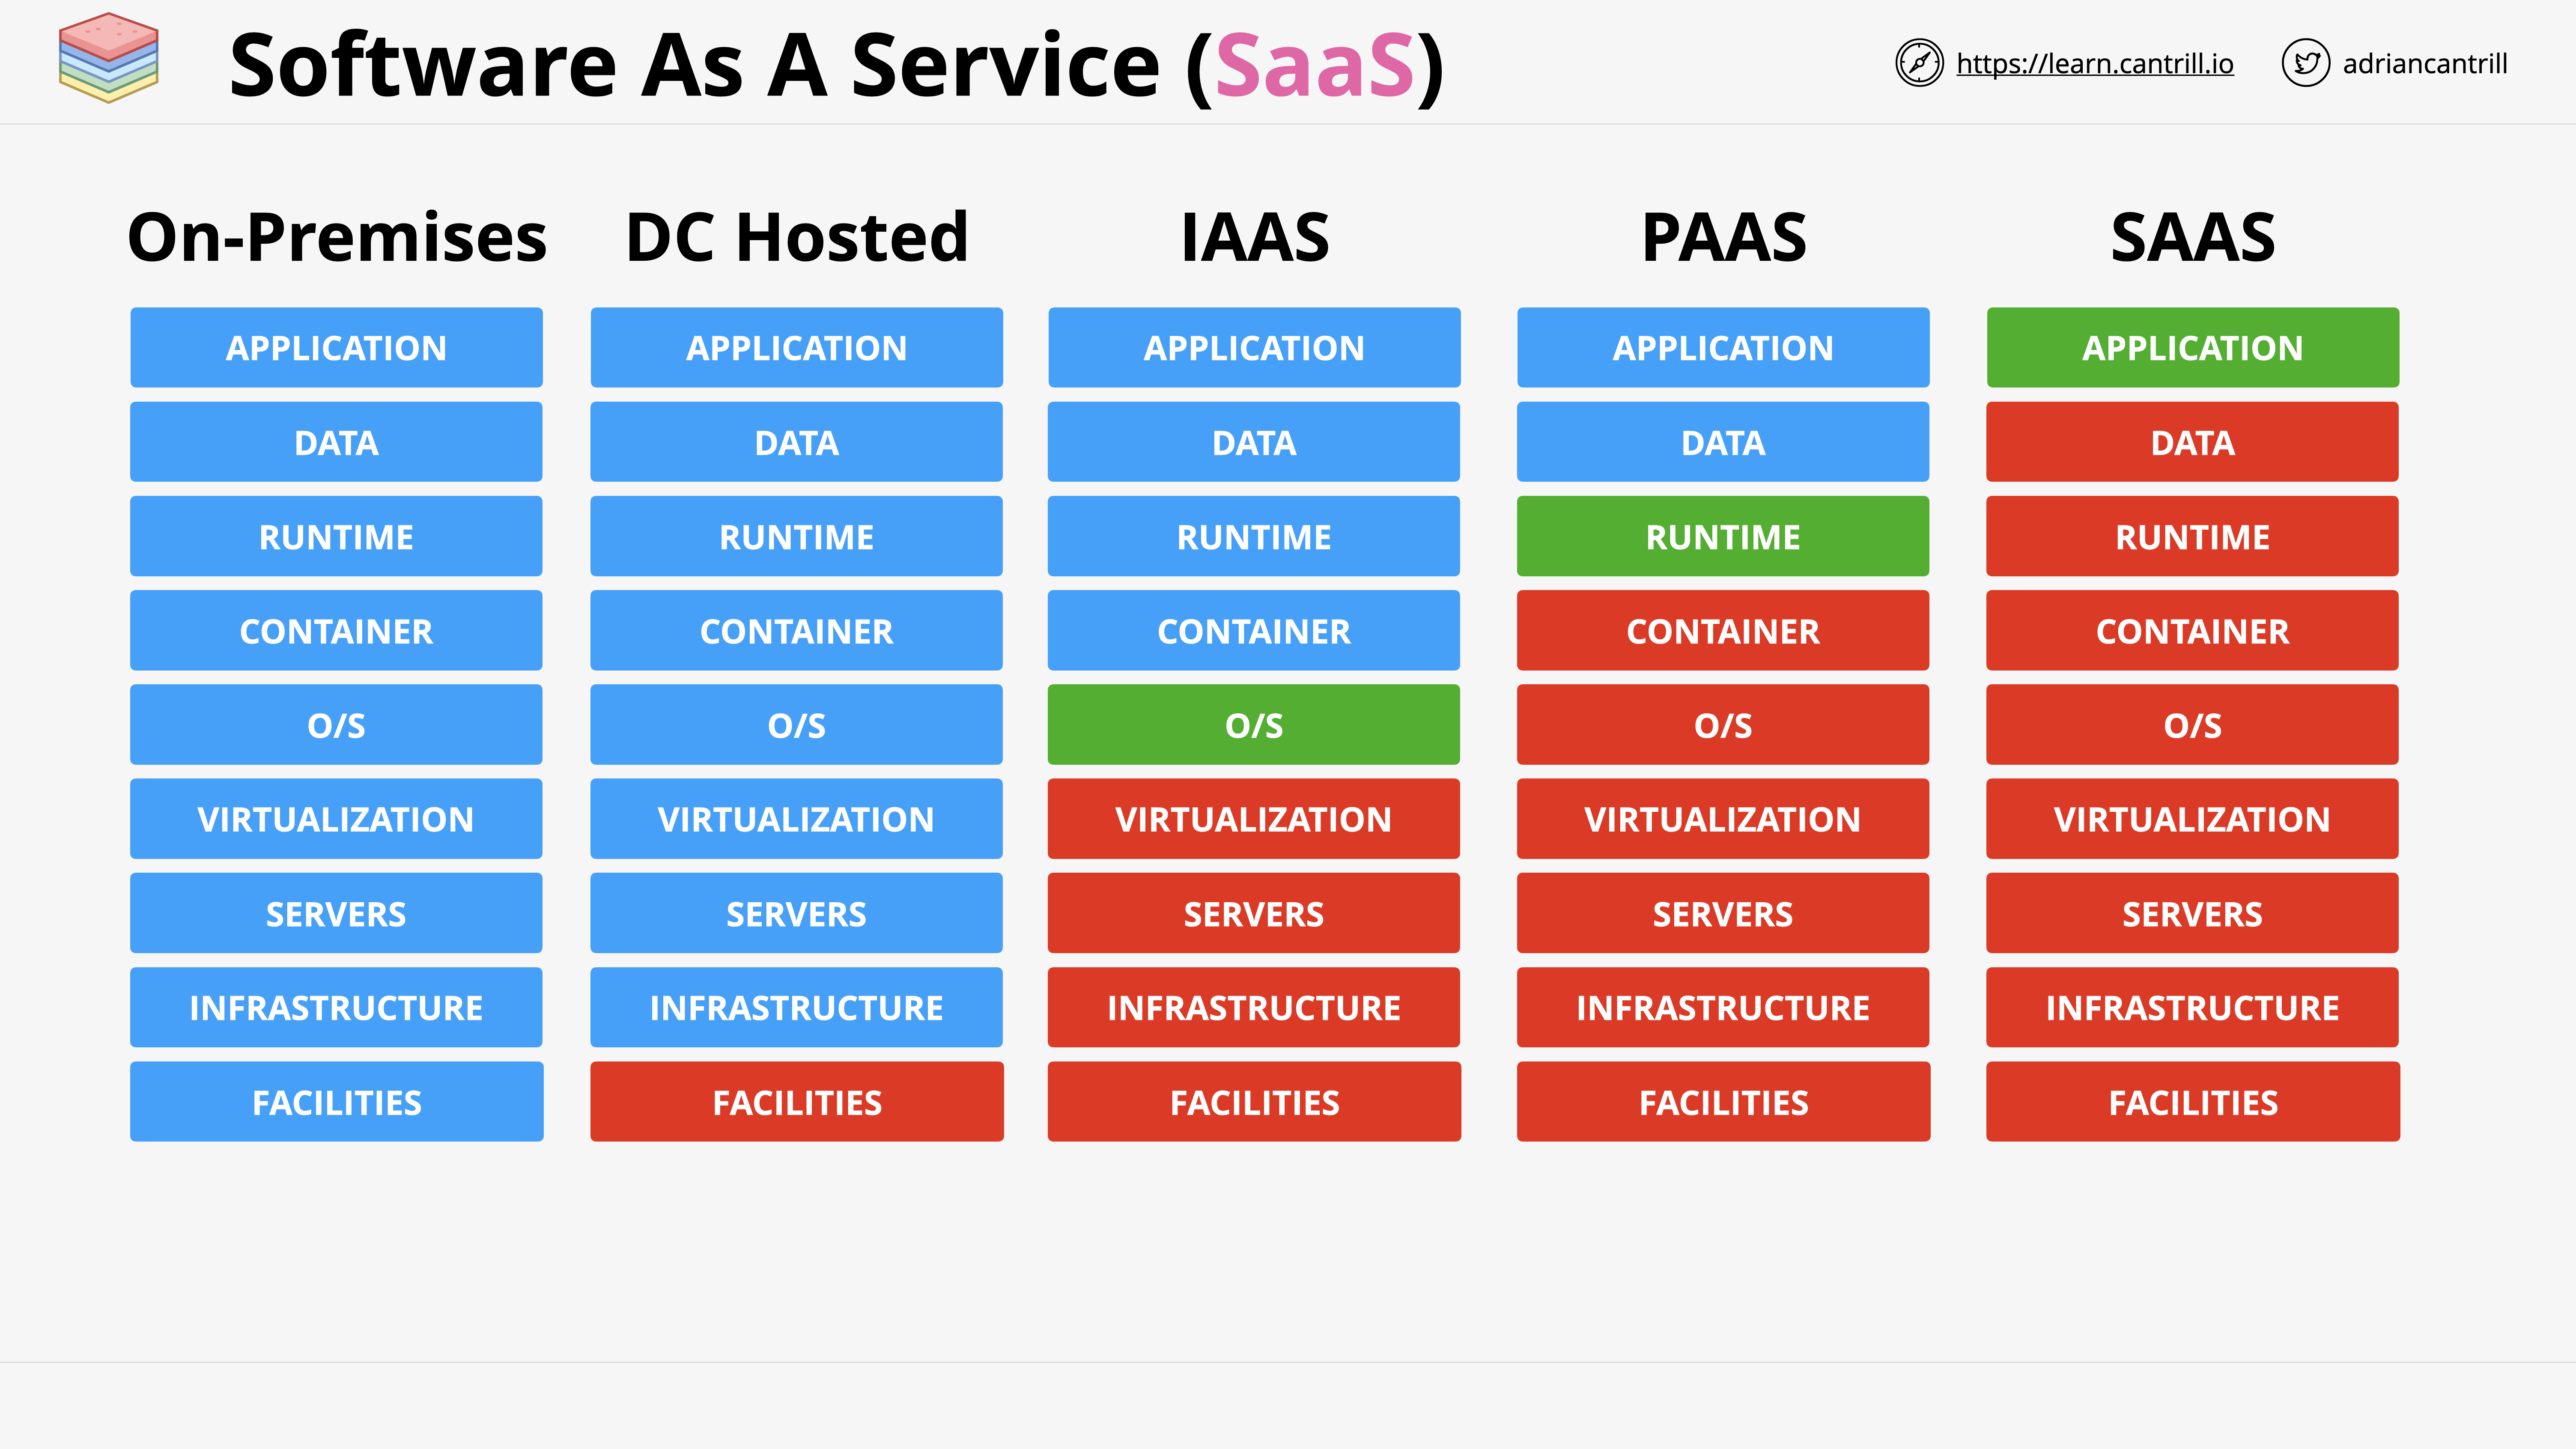 Software As A Service (SaaS)
https://learn.cantrill.io
adriancantrill
On-Premises DC Hosted IAAS PAAS SAAS
APPLICATION APPLICATION APPLICATION APPLICATION APPLICATION
DATA DATA DATA DATA DATA
RUNTIME RUNTIME RUNTIME RUNTIME RUNTIME
CONTAINER CONTAINER CONTAINER CONTAINER CONTAINER
O/S O/S O/S O/S O/S
VIRTUALIZATION VIRTUALIZATION VIRTUALIZATION VIRTUALIZATION VIRTUALIZATION
SERVERS SERVERS SERVERS SERVERS SERVERS
INFRASTRUCTURE INFRASTRUCTURE INFRASTRUCTURE INFRASTRUCTURE INFRASTRUCTURE
FACILITIES FACILITIES FACILITIES FACILITIES FACILITIES